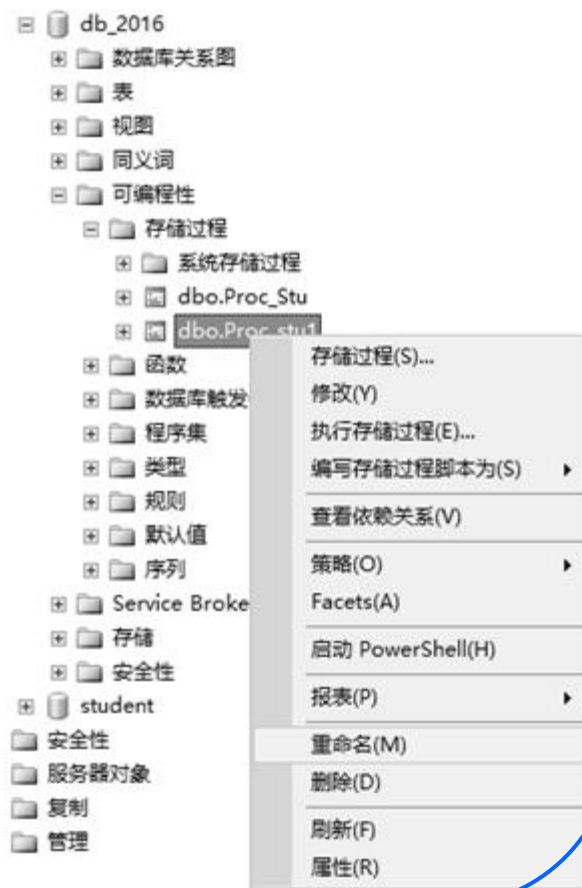 db_2016
数据库关系图
表
视图
同义词
可编程性
存储过程
系统存储过程
dbo.Proc_Stu
dbo.Proc_stu1
函数
数据库触发
程序集
类型
规则
默认值
序列
Service Broke
存储
安全性
student
安全性
服务器对象
复制
管理
存储过程(S)...
修改(Y)
执行存储过程(E)...
编写存储过程脚本为(S)
查看依赖关系(V)
策略(O)
Facets(A)
启动 PowerShell(H)
报表(P)
重命名(M)
删除(D)
刷新(F)
属性(R)